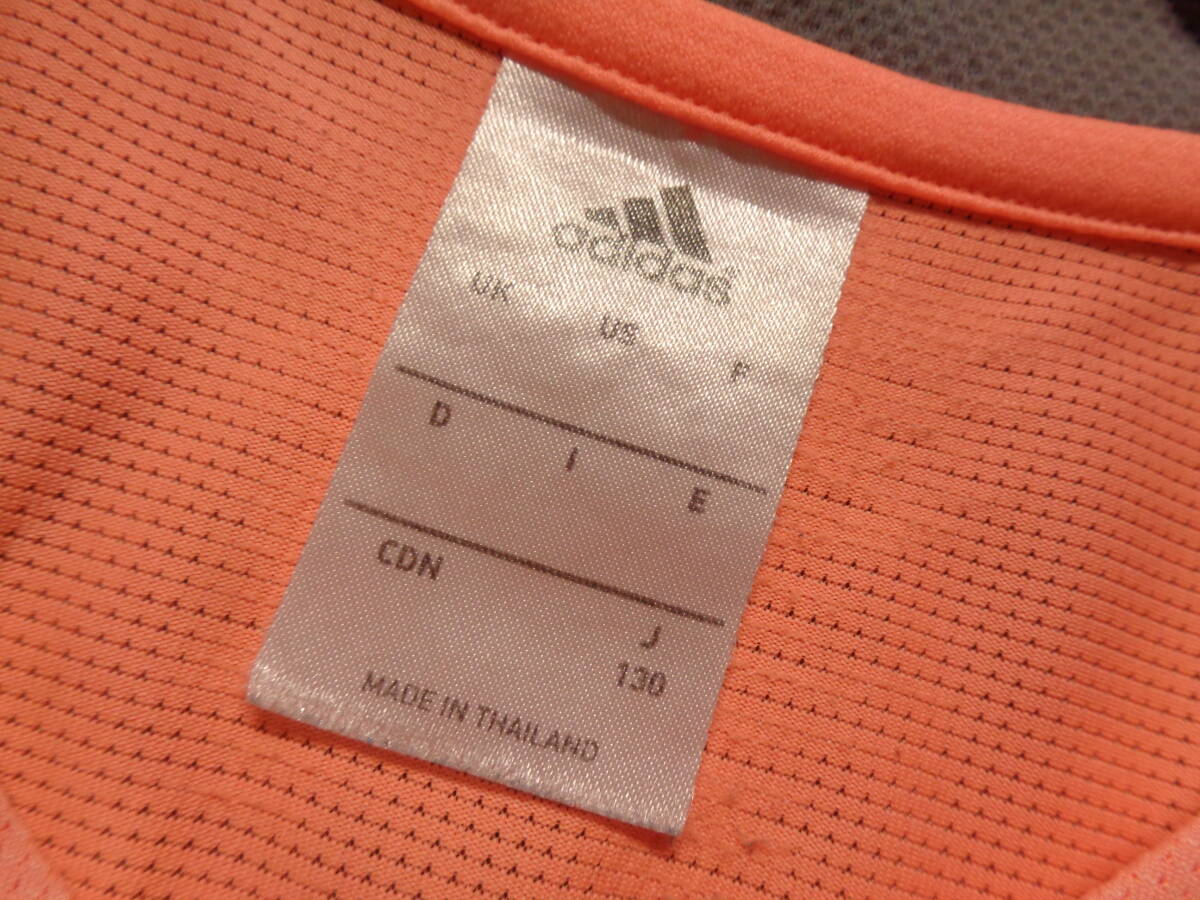 adidas
UK US F
D I E
CDN J
130
MADE IN THAILAND